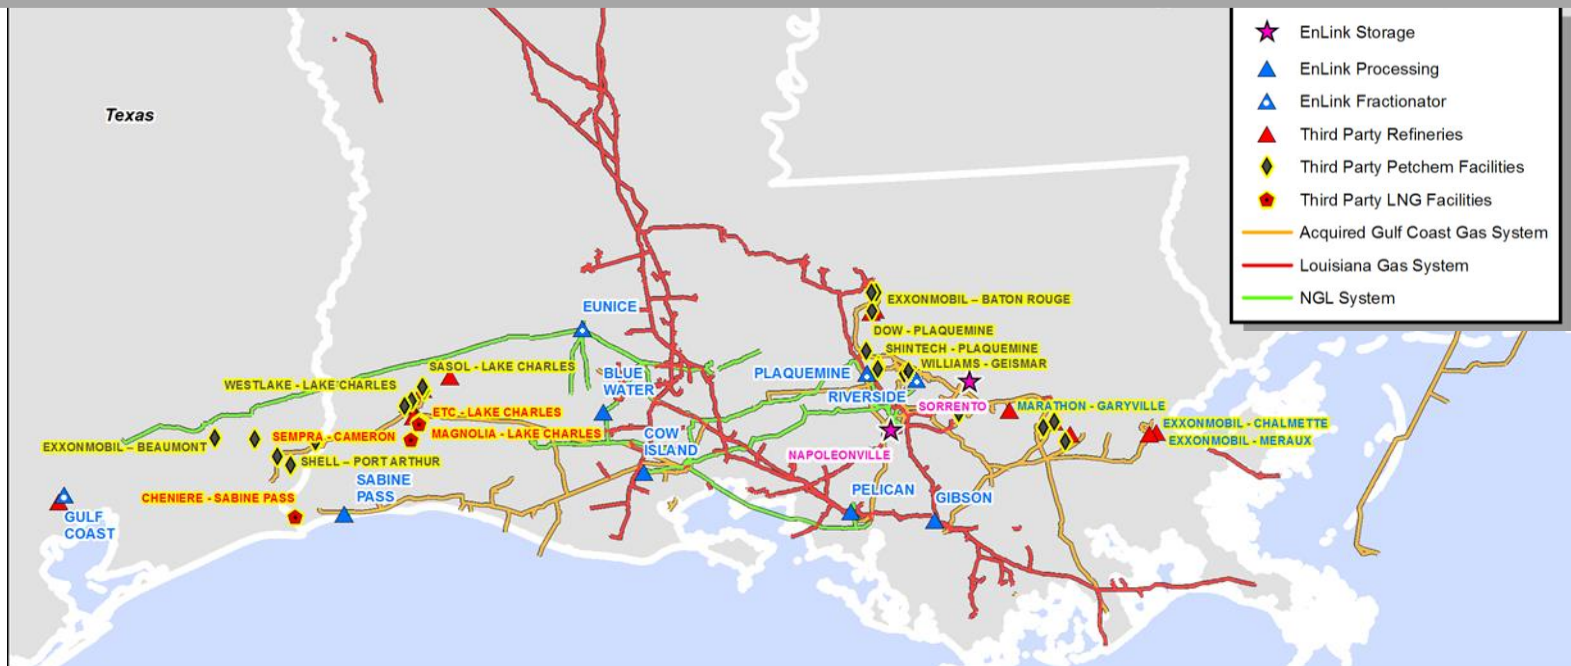 EnLink Storage
EnLink Processing
EnLink Fractionator
Third Party Refineries
Third Party Petchem Facilities
Third Party LNG Facilities
Acquired Gulf Coast Gas System
Louisiana Gas System
NGL System
Texas
EUNICE
EXXONMOBIL – BATON ROUGE
DOW - PLAQUEMINE
SHINTECH - PLAQUEMINE
WILLIAMS - GEISMAR
SASOL - LAKE CHARLES
BLUE
WATER
PLAQUEMINE
WESTLAKE - LAKE CHARLES
RIVERSIDE
SORRENTO
MARATHON - GARYVILLE
ETC - LAKE CHARLES
EXXONMOBIL - CHALMETTE
SEMPRA - CAMERON
MAGNOLIA - LAKE CHARLES
COW
ISLAND
EXXONMOBIL - MERAUX
EXXONMOBIL – BEAUMONT
NAPOLEONVILLE
SHELL – PORT ARTHUR
SABINE
PASS
PELICAN
GIBSON
CHENIERE - SABINE PASS
GULF
COAST